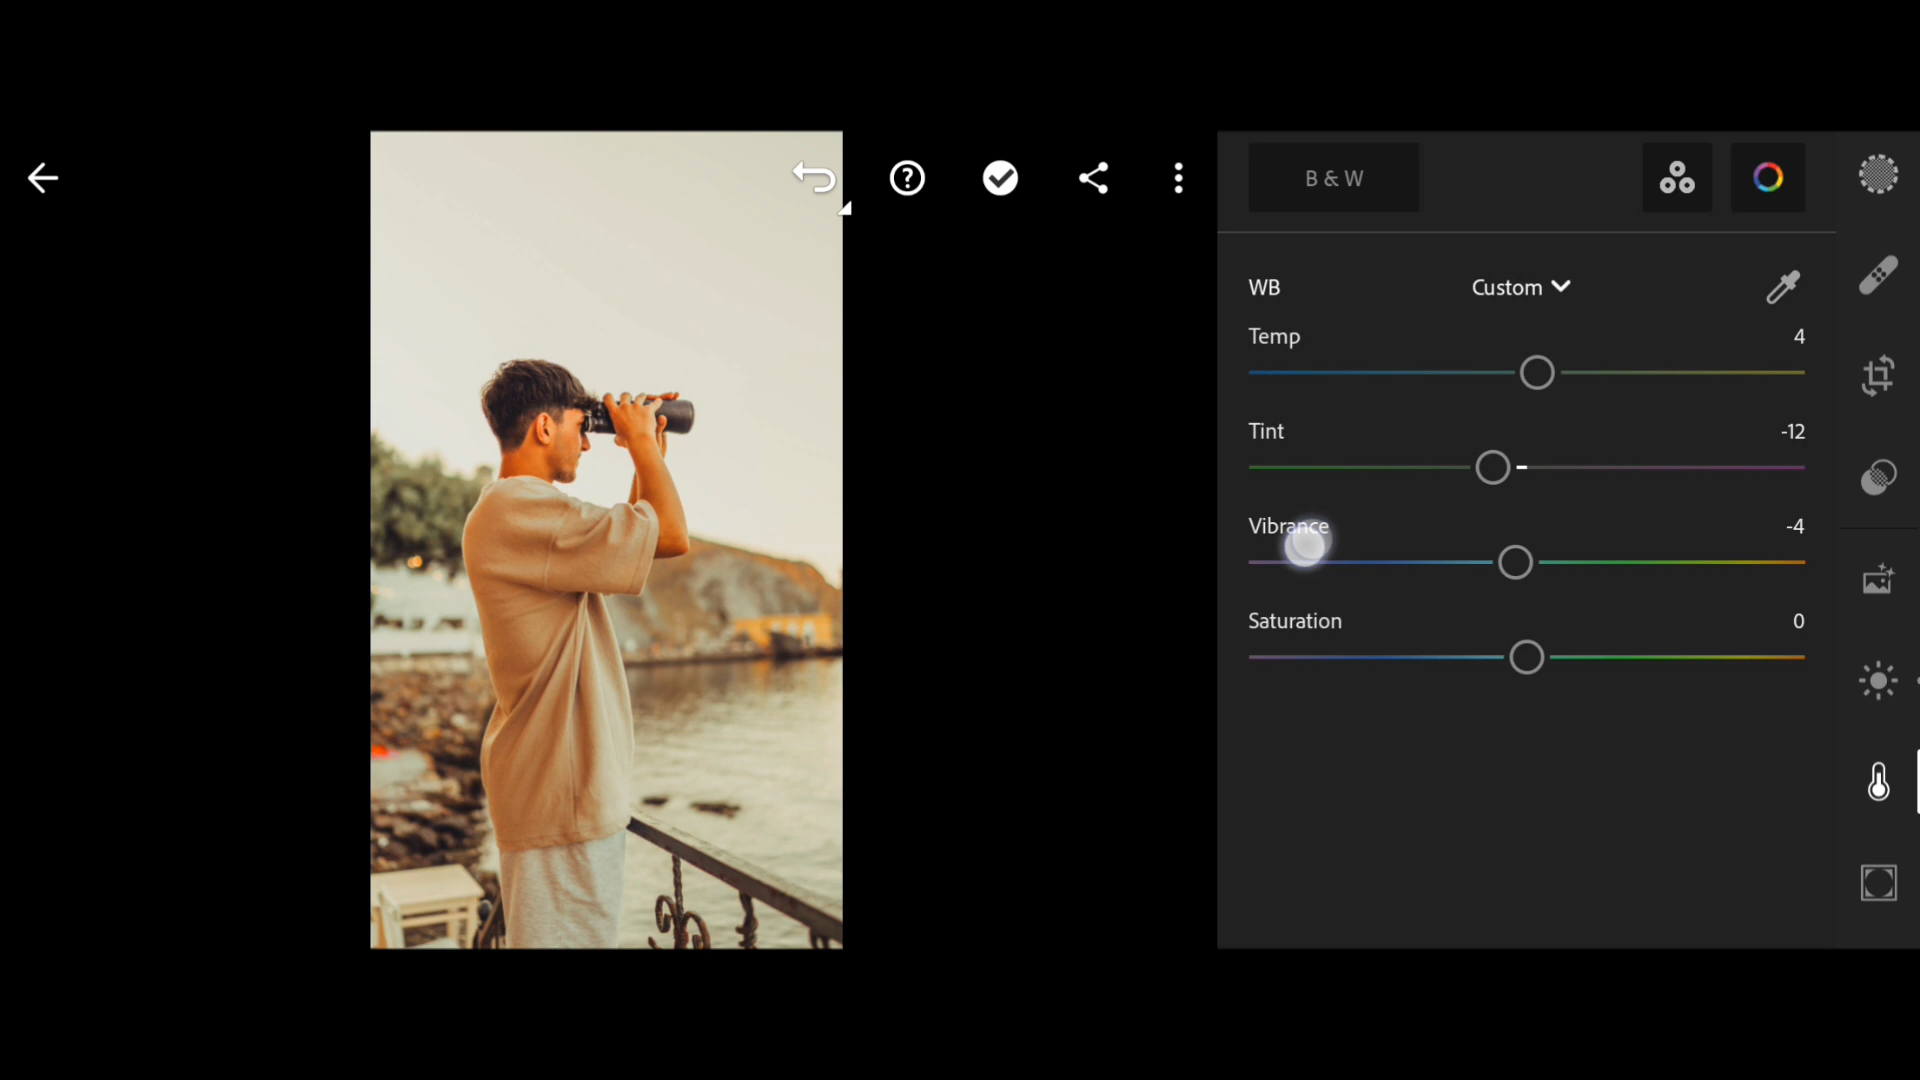 B & W
WB Custom
Temp 4
Tint -12
Vibrance -4
Saturation 0